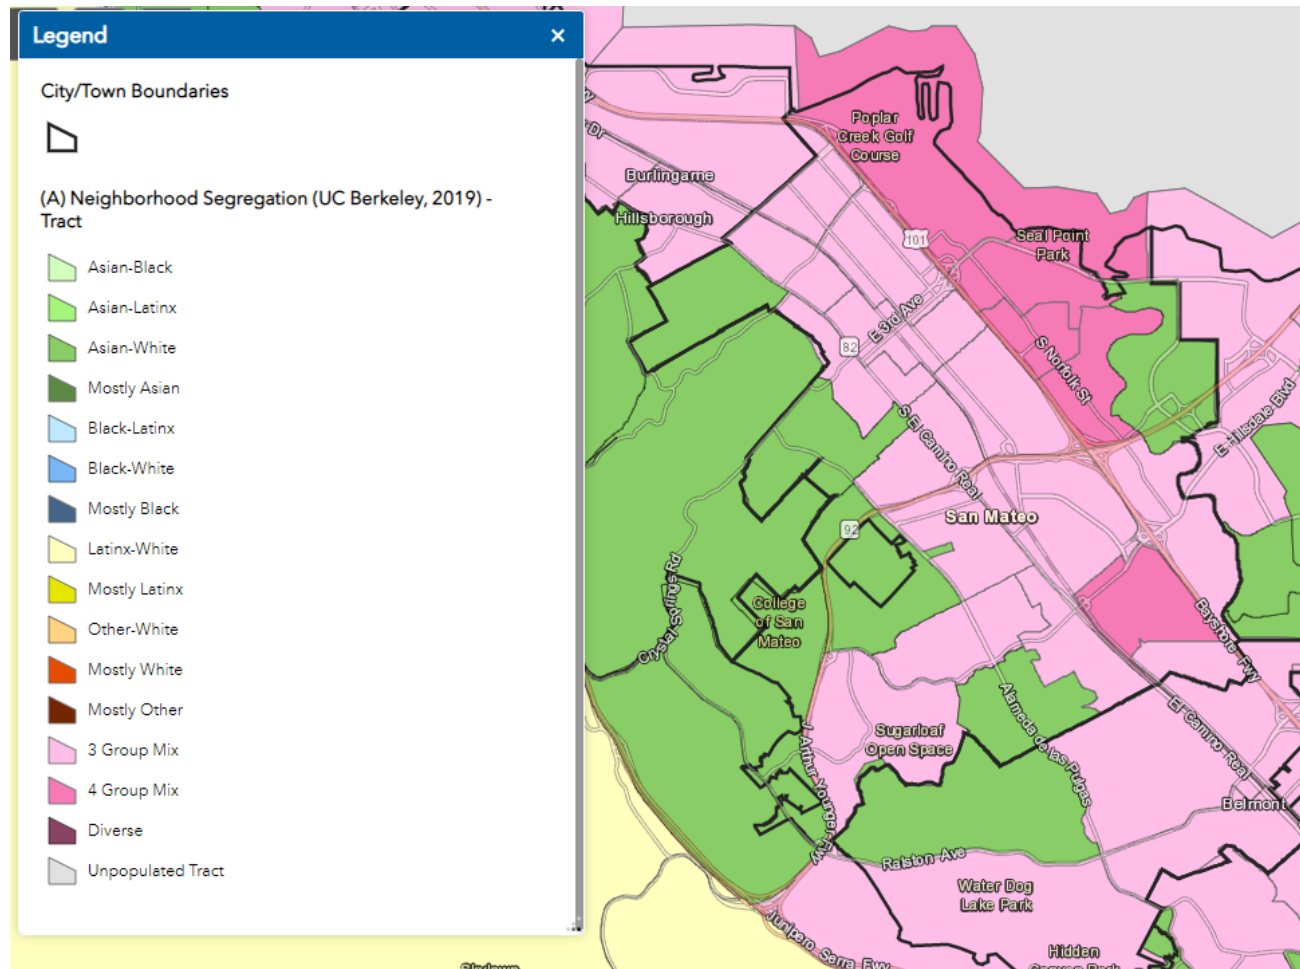 Legend
×
City/Town Boundaries
(A) Neighborhood Segregation (UC Berkeley, 2019) -
Tract
Asian-Black
Asian-Latinx
Asian-White
Mostly Asian
Black-Latinx
Black-White
Mostly Black
Latinx-White
Mostly Latinx
Other-White
Mostly White
Mostly Other
3 Group Mix
4 Group Mix
Diverse
Unpopulated Tract
Poplar
Creek Golf
Course
Dr
Burlingame
Hillsborough
101
Seal Point
Park
E 3rd Ave
82
S Norfolk St
E Hillsdale Blvd
S El Camino Real
San Mateo
92
Crystal Springs Rd
College
of San
Mateo
Bayshore Fwy
Alameda de las Pulgas
El Camino Real
Sugarloaf
Open Space
J Arthur Younger Fwy
Belmont
Ralston Ave
Water Dog
Lake Park
Junipero Serra Fwy
Hidden